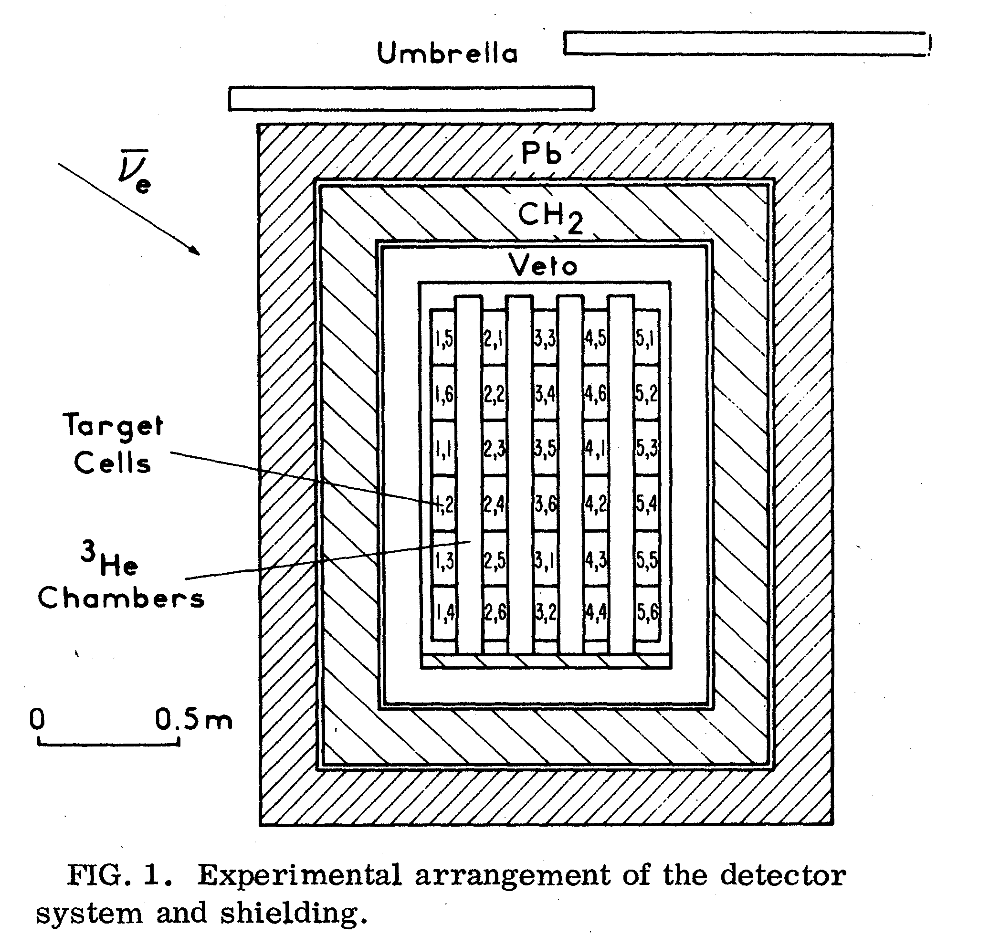 Umbrella
Pb
ν̅e
CH2
Veto
1,5 2,1 3,3 4,5 5,1
1,6 2,2 3,4 4,6 5,2
1,1 2,3 3,5 4,1 5,3
1,2 2,4 3,6 4,2 5,4
1,3 2,5 3,1 4,3 5,5
1,4 2,6 3,2 4,4 5,6
Target
Cells
3He
Chambers
0 0.5m
FIG. 1. Experimental arrangement of the detector
system and shielding.